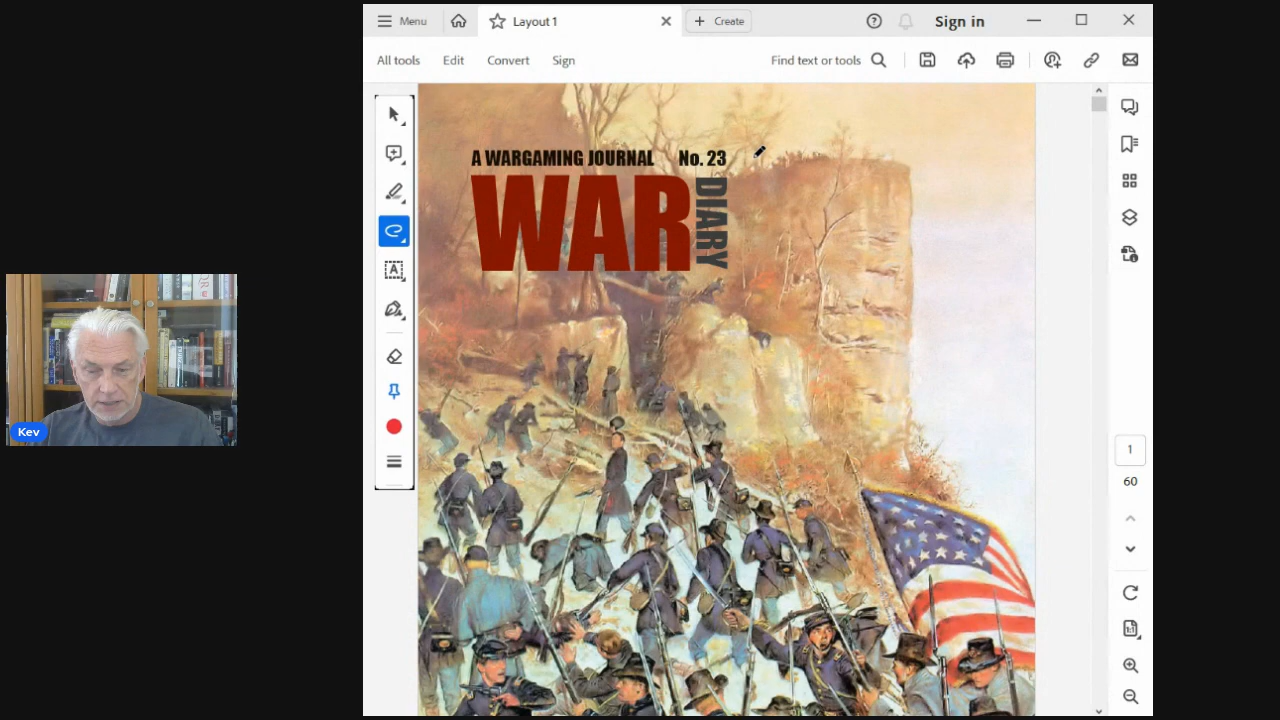 Menu
Layout 1
Create
Sign in
All tools
Edit
Convert
Sign
Find text or tools
A WARGAMING JOURNAL No. 23
WAR
DIARY
Kev
1
60